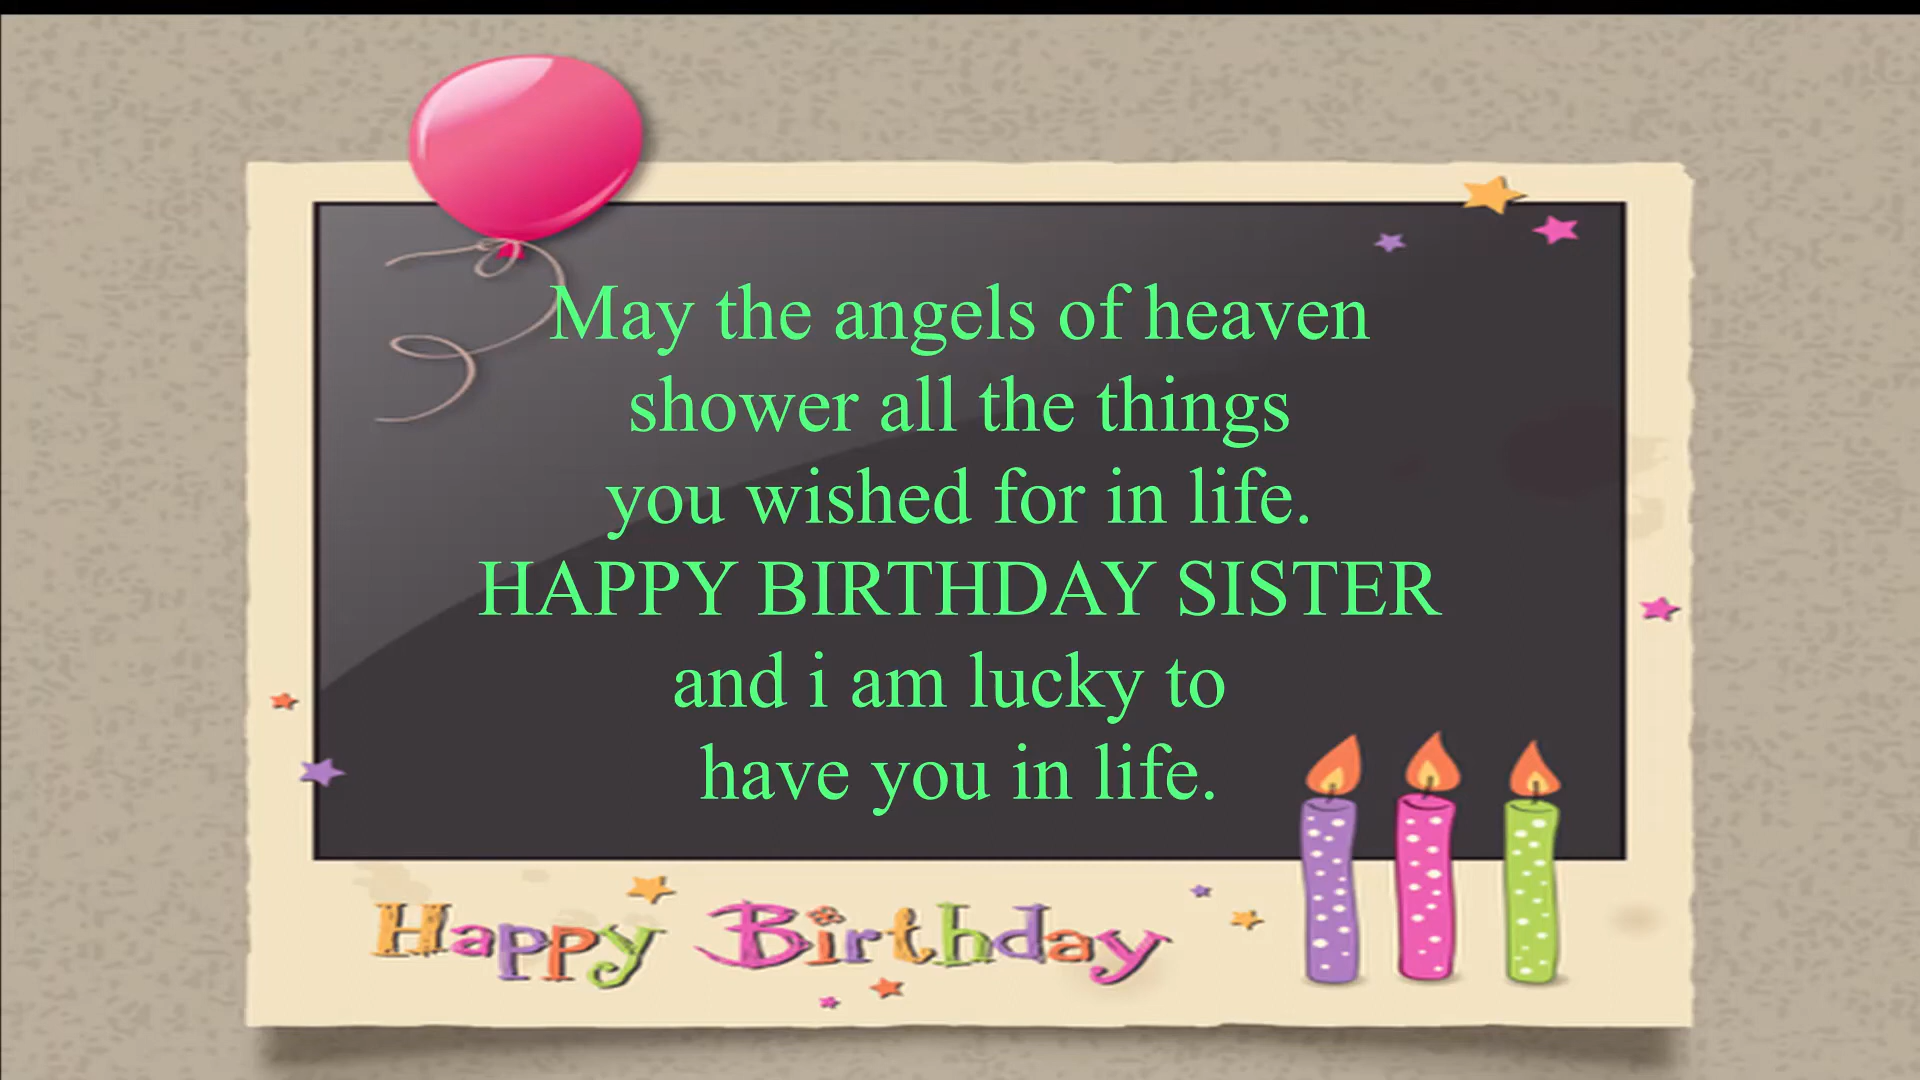 May the angels of heaven
shower all the things
you wished for in life.
HAPPY BIRTHDAY SISTER
and i am lucky to
have you in life.
Happy Birthday